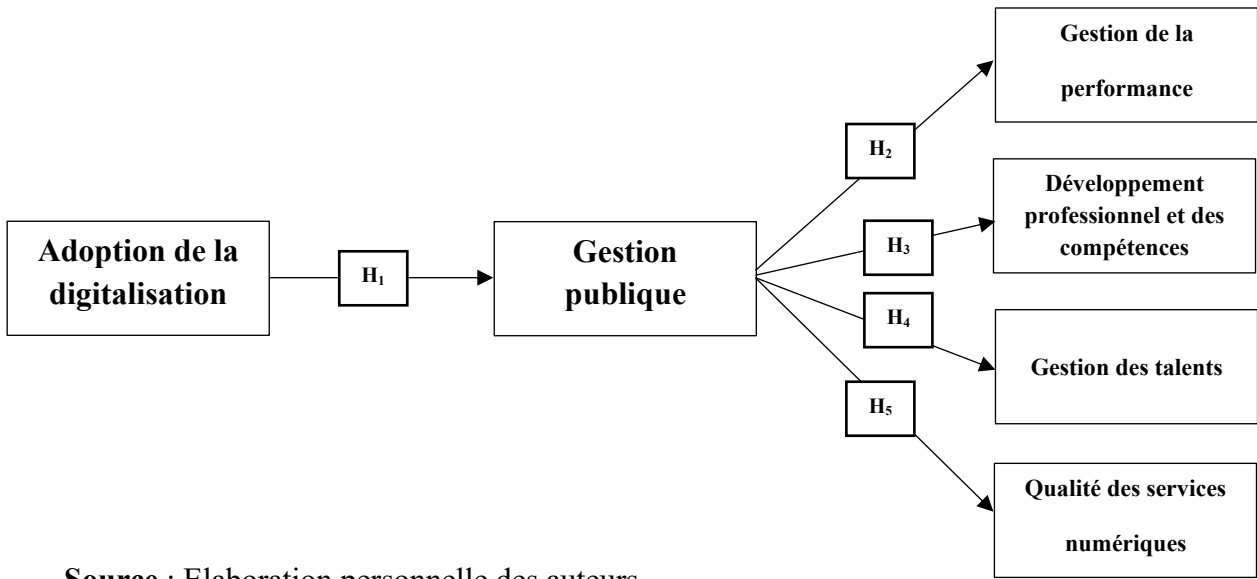 Adoption de la
digitalisation
H₁
Gestion
publique
H₂
H₃
H₄
H₅
Gestion de la
performance
Développement
professionnel et des
compétences
Gestion des talents
Qualité des services
numériques
Source : Elaboration personnelle des auteurs